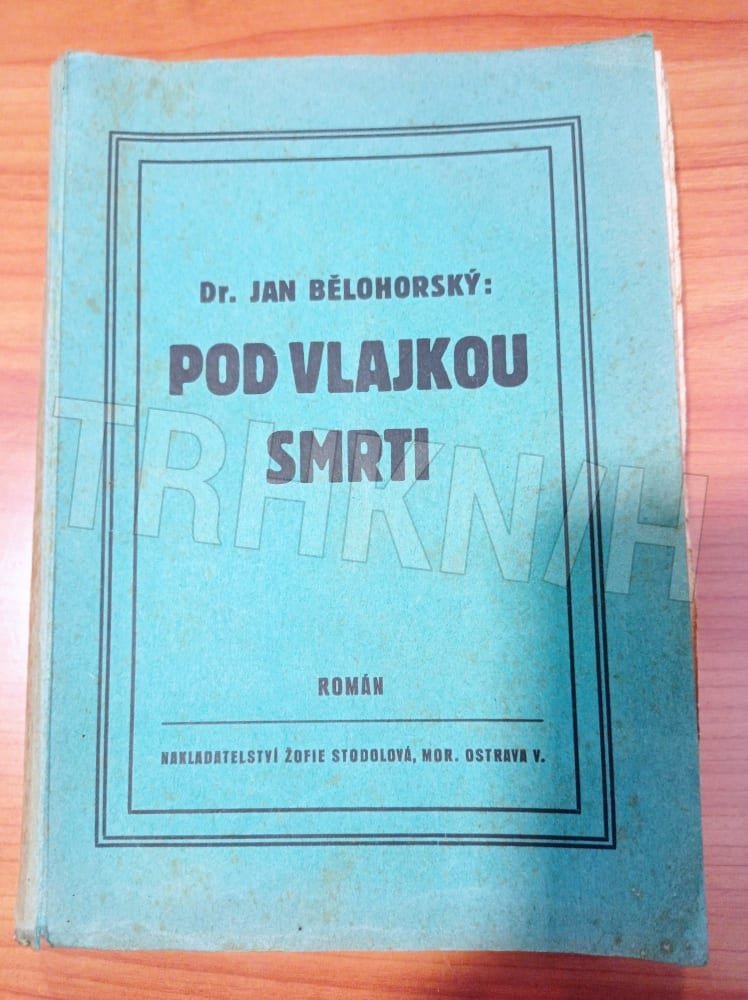 Dr. JAN BĚLOHORSKÝ:
POD VLAJKOU
SMRTI
TRHKNIH
ROMÁN
NAKLADATELSTVÍ ŽOFIE STODOLOVÁ, MOR. OSTRAVA V.